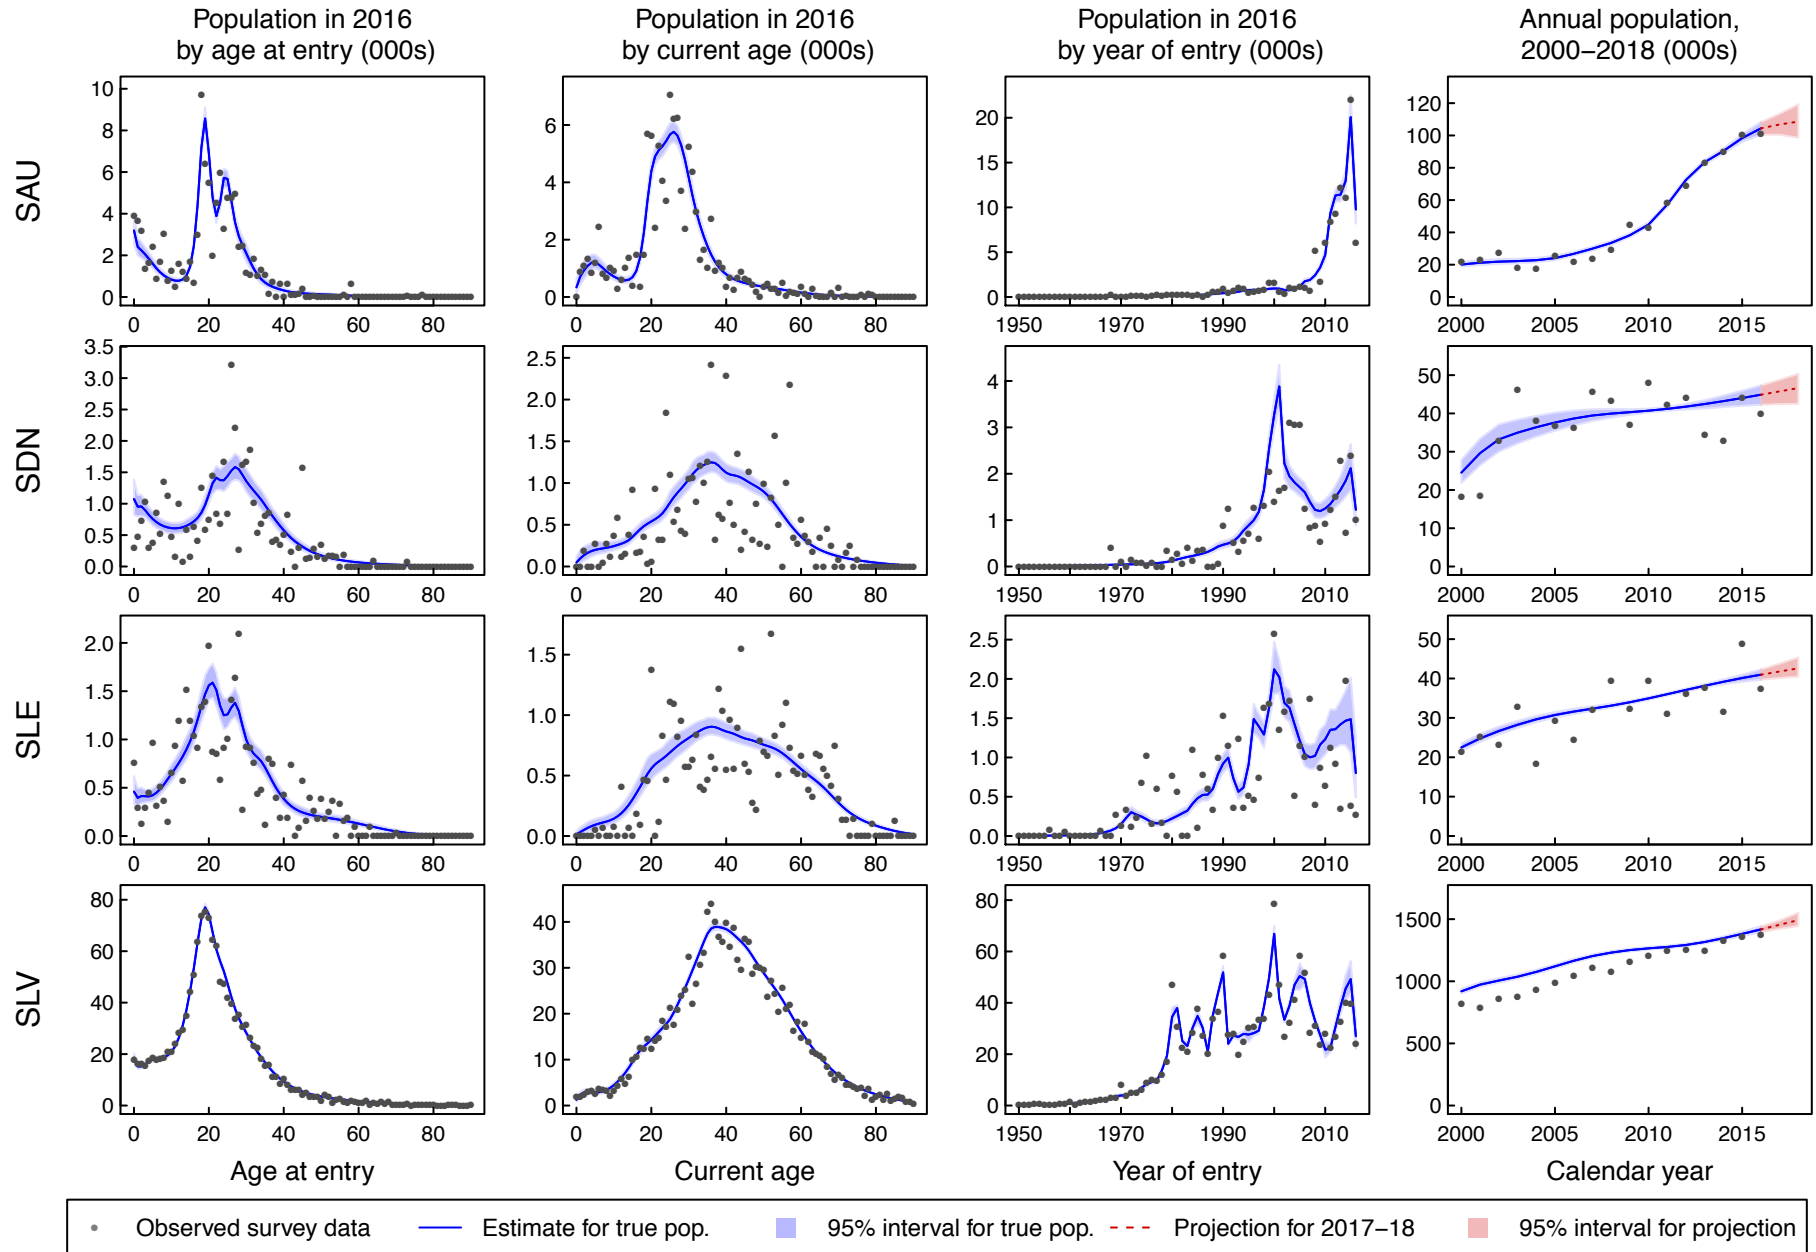 Population in 2016
by age at entry (000s)
Population in 2016
by current age (000s)
Population in 2016
by year of entry (000s)
Annual population,
2000−2018 (000s)
SAU
0 2 4 6 8 10
0 20 40 60 80
0 2 4 6
0 20 40 60 80
0 5 10 15 20
1950 1970 1990 2010
0 20 40 60 80 100 120
2000 2005 2010 2015
SDN
0.0 0.5 1.0 1.5 2.0 2.5 3.0 3.5
0 20 40 60 80
0.0 0.5 1.0 1.5 2.0 2.5
0 20 40 60 80
0 1 2 3 4
1950 1970 1990 2010
0 10 20 30 40 50
2000 2005 2010 2015
SLE
0.0 0.5 1.0 1.5 2.0
0 20 40 60 80
0.0 0.5 1.0 1.5
0 20 40 60 80
0.0 0.5 1.0 1.5 2.0 2.5
1950 1970 1990 2010
0 10 20 30 40 50
2000 2005 2010 2015
SLV
0 20 40 60 80
0 20 40 60 80
0 10 20 30 40
0 20 40 60 80
0 20 40 60 80
1950 1970 1990 2010
0 500 1000 1500
2000 2005 2010 2015
Age at entry
Current age
Year of entry
Calendar year
Observed survey data
Estimate for true pop.
95% interval for true pop.
Projection for 2017−18
95% interval for projection